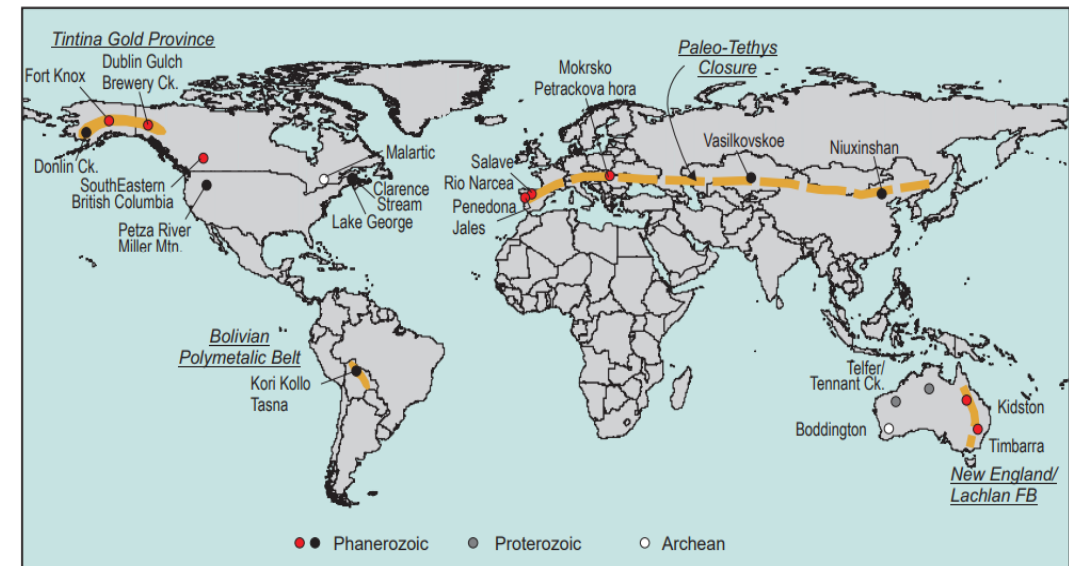 Tintina Gold Province
Dublin Gulch
Brewery Ck.
Fort Knox
Donlin Ck.
SouthEastern
British Columbia
Petza River
Miller Mtn.
Malartic
Clarence
Stream
Lake George
Mokrsko
Petrackova hora
Paleo-Tethys
Closure
Salave
Rio Narcea
Penedona
Jales
Vasilkovskoe
Niuxinshan
Bolivian
Polymetalic Belt
Kori Kollo
Tasna
Telfer/
Tennant Ck.
Kidston
Boddington
Timbarra
New England/
Lachlan FB
Phanerozoic
Proterozoic
Archean